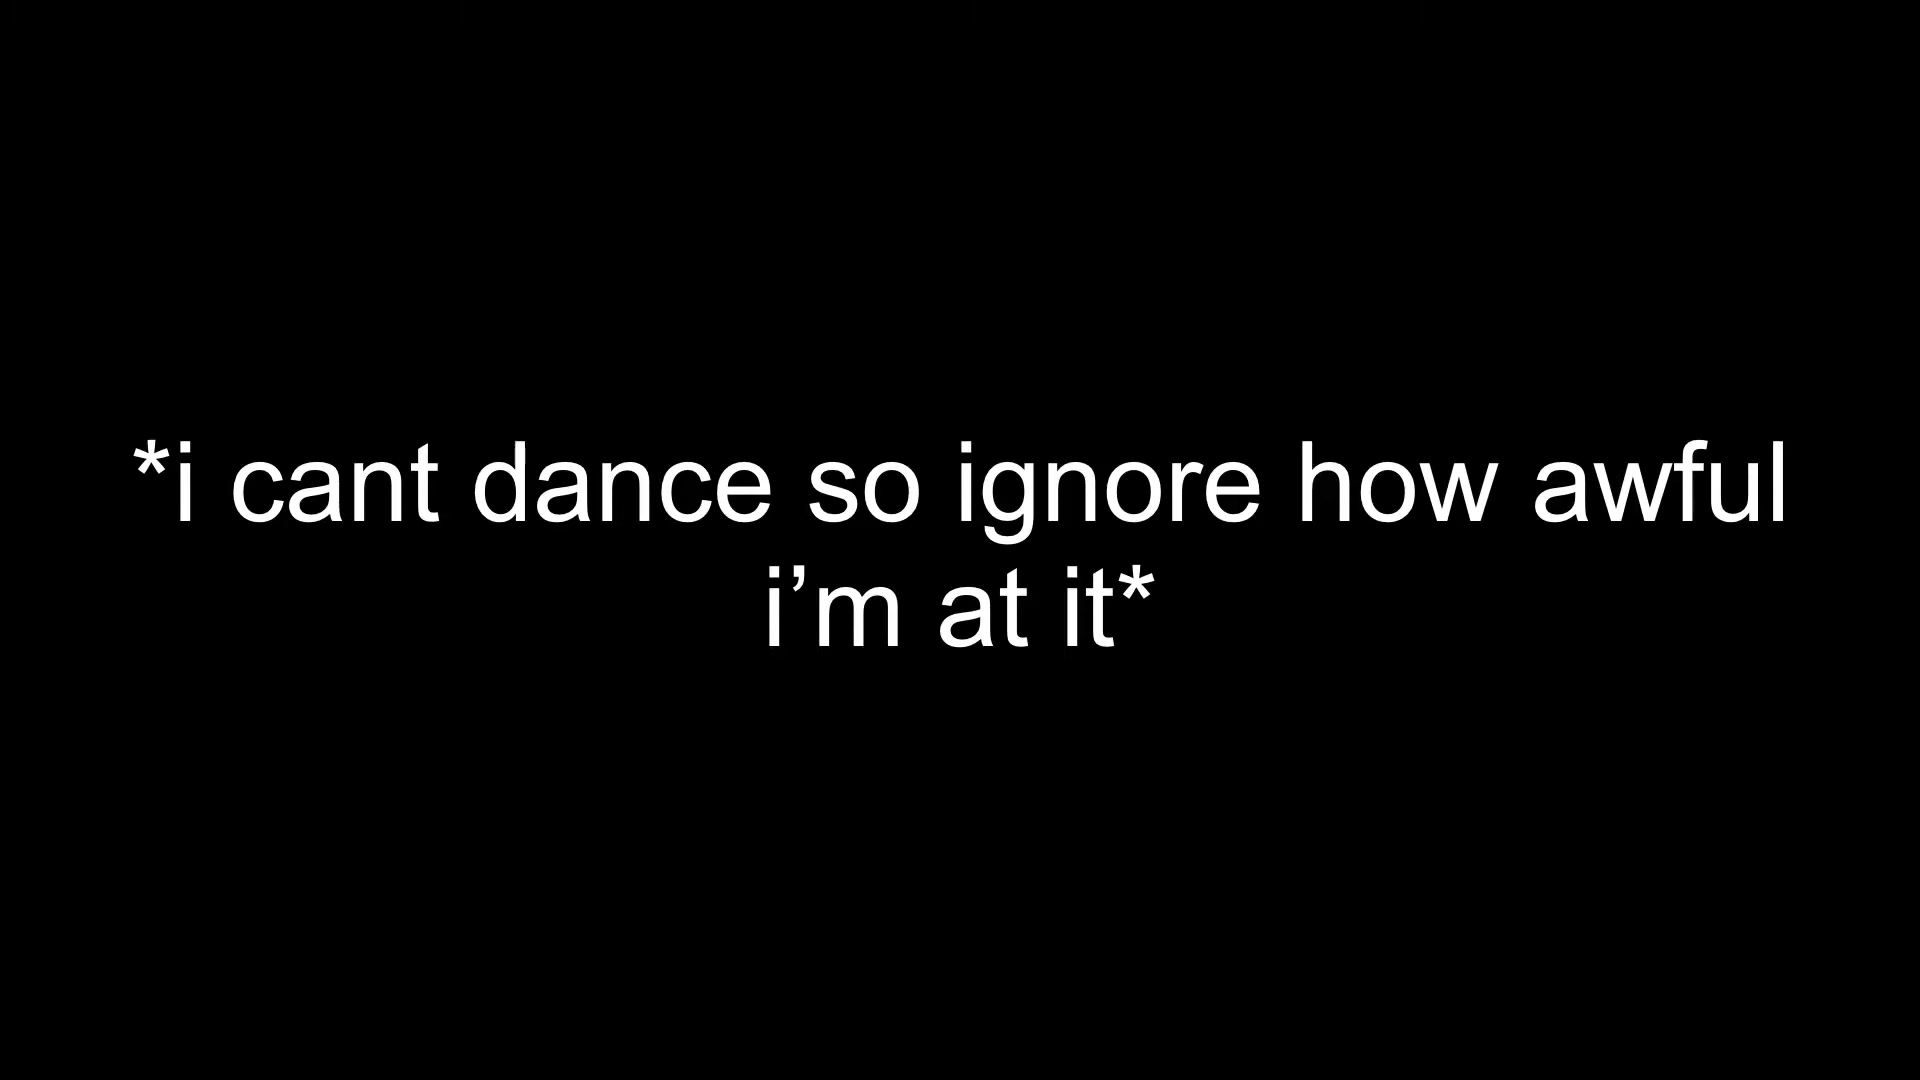 *i cant dance so ignore how awful
i’m at it*